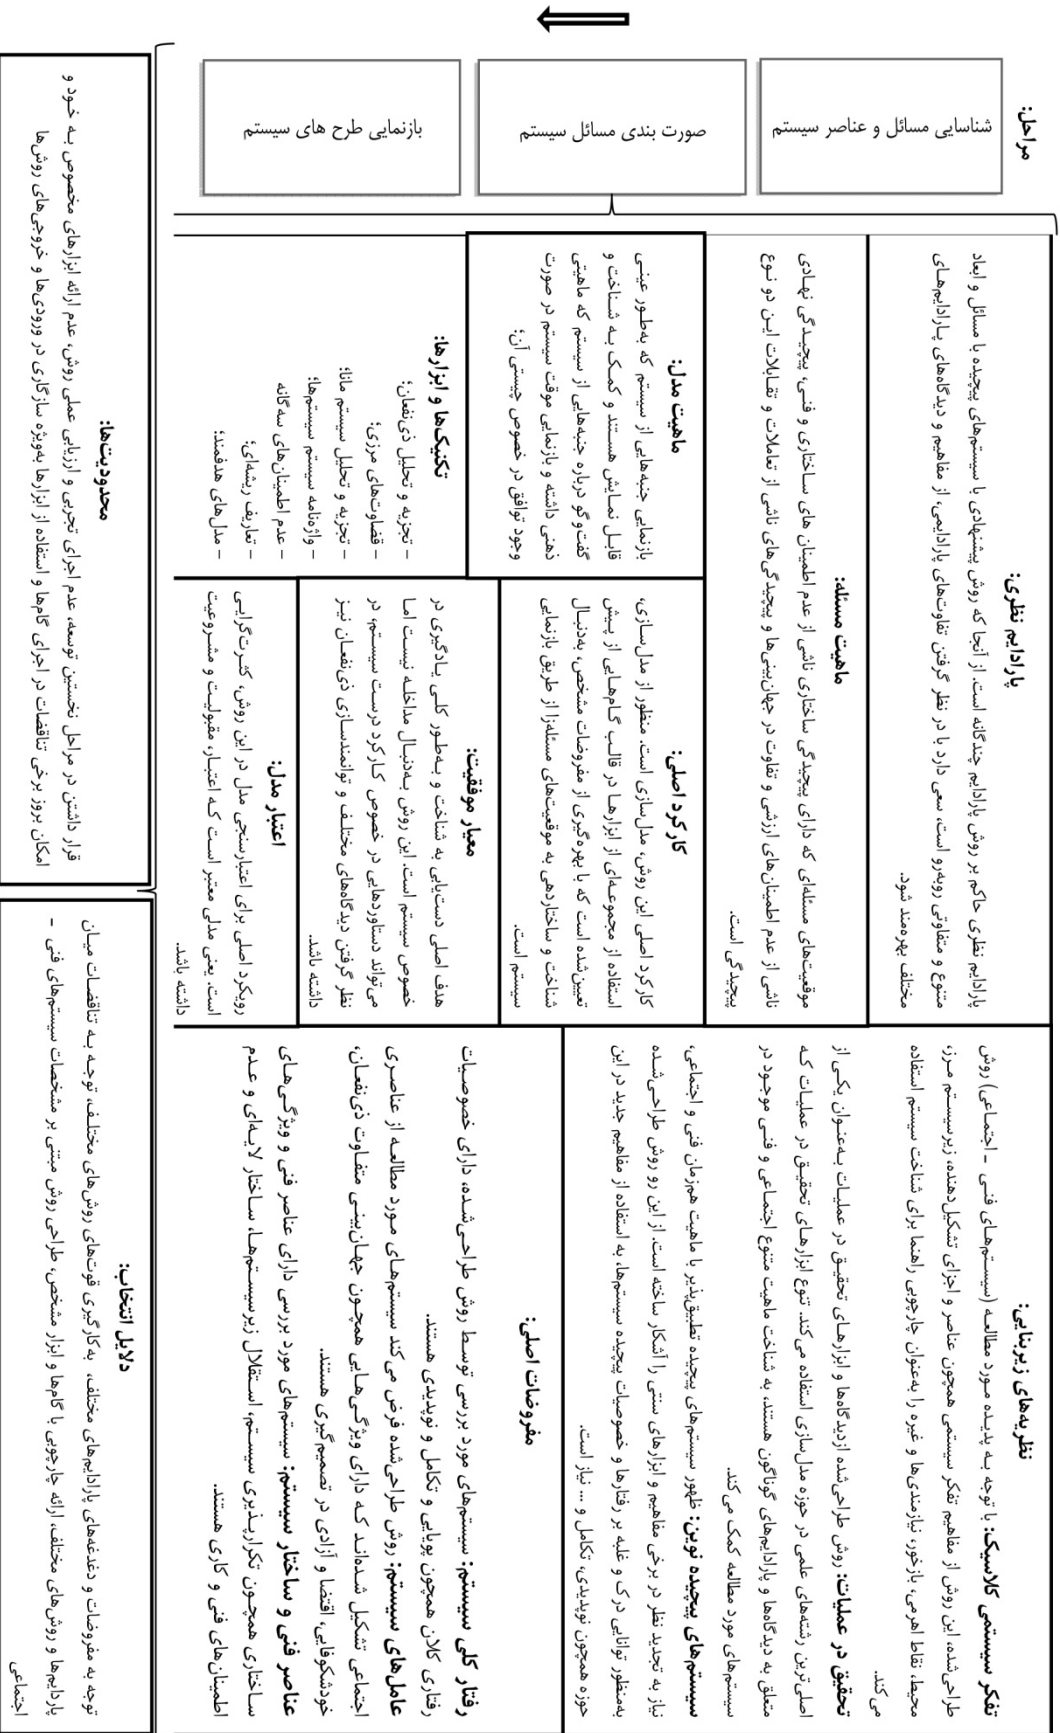 مراحل:
شناسایی مسائل و عناصر سیستم
صورت بندی مسائل سیستم
بازنمایی طرح های سیستم
نظریه‌های زیربنایی:
تفکر سیستمی کلاسیک: با توجه به پدیده مورد مطالعه (سیستم‌های فنی - اجتماعی) روش
طراحی‌شده، این روش از مفاهیم تفکر سیستمی همچون عناصر و اجزای تشکیل‌دهنده، زیرسیستم مرز،
محیط، نقاط اهرمی، بازخور، نیازمندی‌ها و غیره را به‌عنوان چارچوبی راهنما برای شناخت سیستم استفاده
می‌کند.
تحقیق در عملیات: روش طراحی‌شده ازدیدگاه‌ها و ابزارهای تحقیق در عملیات به‌عنوان یکی از
اصلی‌ترین رشته‌های علمی در حوزه مدل‌سازی استفاده می‌کند. تنوع ابزارهای تحقیق در عملیات که
متعلق به دیدگاه‌ها و پارادایم‌های گوناگون هستند، به شناخت ماهیت متنوع اجتماعی و فنی موجود در
سیستم‌های مورد مطالعه کمک می‌کند.
سیستم‌های پیچیده نوین: ظهور سیستم‌های پیچیده تطبیق‌پذیر با ماهیت هم‌زمان فنی و اجتماعی،
نیاز به تجدید نظر در برخی مفاهیم و ابزارهای سنتی را آشکار ساخته است. از این رو روش طراحی‌شده
به‌منظور توانایی درک و غلبه بر رفتارها و خصوصیات پیچیده سیستم‌ها، به استفاده از مفاهیم جدید در این
حوزه همچون نوپدیدی، تکامل و ... نیاز است.
پارادایم نظری:
پارادایم نظری حاکم بر روش پارادایم چندگانه است. از آنجا که روش پیشنهادی با سیستم‌های پیچیده با مسائل و ابعاد
متنوع و متفاوتی روبه‌رو است، سعی دارد با در نظر گرفتن تفاوت‌های پارادایمی، از مفاهیم و دیدگاه‌های پارادایم‌های
مختلف بهره‌مند شود.
ماهیت مسئله:
موقعیت‌های مسئله‌ای که دارای پیچیدگی ساختاری ناشی از عدم اطمینان های ساختاری و فنی، پیچیدگی نهادی
ناشی از عدم اطمینان‌های ارزشی و تفاوت در جهان‌بینی‌ها و پیچیدگی‌های ناشی از تعاملات و تقابلات این دو نوع
پیچیدگی است.
ماهیت مدل:
بازنمایی جنبه‌هایی از سیستم که به‌طور عینی
قابل نمایش هستند و کمک به شناخت و
گفت‌وگو درباره جنبه‌هایی از سیستم که ماهیتی
ذهنی داشته و بازنمایی موقت سیستم در صورت
وجود توافق در خصوص چیستی آن؛
کارکرد اصلی:
کارکرد اصلی این روش، مدل‌سازی است. منظور از مدل‌سازی،
استفاده از مجموعه‌ای از ابزارها در قالب گام‌هایی از پیش
تعیین‌شده است که با بهره‌گیری از مفروضات مشخص، به‌دنبال
شناخت و ساختاردهی به موقعیت‌های مسئله‌زا از طریق بازنمایی
سیستم است.
تکنیک‌ها و ابزارها:
- تجزیه و تحلیل ذی‌نفعان؛
- قضاوت‌های مرزی؛
- تجزیه و تحلیل سیستم مانا؛
- واژه‌نامه سیستم سیستم‌ها؛
- عدم اطمینان‌های سه‌گانه
- تعاریف ریشه‌ای؛
- مدل‌های هدفمند؛
معیار موفقیت:
هدف اصلی دست‌یابی به شناخت و به‌طور کلی یادگیری در
خصوص سیستم است. این روش به‌دنبال مداخله نیست اما
می‌تواند دستاوردهایی در خصوص کارکرد درست سیستم، در
نظر گرفتن دیدگاه‌های مختلف و توانمندسازی ذی‌نفعان نیز
داشته باشد.
اعتبار مدل:
رویکرد اصلی برای اعتبارسنجی مدل در این روش، کثرت‌گرایی
است. یعنی مدلی معتبر است که اعتبار، مقبولیت و مشروعیت
داشته باشد.
مفروضات اصلی:
رفتار کلی سیستم: سیستم‌های مورد بررسی توسط روش طراحی‌شده، دارای خصوصیات
رفتاری کلان همچون پویایی و تکامل و نوپدیدی هستند.
عامل‌های سیستم: روش طراحی‌شده فرض می‌کند سیستم‌های مورد مطالعه از عناصری
اجتماعی تشکیل شده‌اند که دارای ویژگی‌هایی همچون جهان‌بینی متفاوت ذی‌نفعان،
خودشکوفایی، اقتضا و آزادی در تصمیم‌گیری هستند.
عناصر فنی و ساختار سیستم: سیستم‌های مورد بررسی دارای عناصر فنی و ویژگی‌های
ساختاری همچون تکرارپذیری سیستم، استقلال زیرسیستم‌ها، ساختار لایه‌ای و عدم
اطمینان‌های فنی و کاری هستند.
محدودیت‌ها:
قرار داشتن در مراحل نخستین توسعه، عدم اجرای تجربی و ارزیابی عملی روش، عدم ارائه ابزارهای مخصوص به خود و
امکان بروز برخی تناقضات در اجرای گام‌ها و استفاده از ابزارها به‌ویژه سازگاری در ورودی‌ها و خروجی‌های روش‌ها
دلایل انتخاب:
توجه به مفروضات و دغدغه‌های پارادایم‌های مختلف، به‌کارگیری قوت‌های روش‌های مختلف، توجه به تناقضات میان
پارادایم‌ها و روش‌های مختلف، ارائه چارچوبی با گام‌ها و ابزار مشخص، طراحی روش مبتنی بر مشخصات سیستم‌های فنی -
اجتماعی